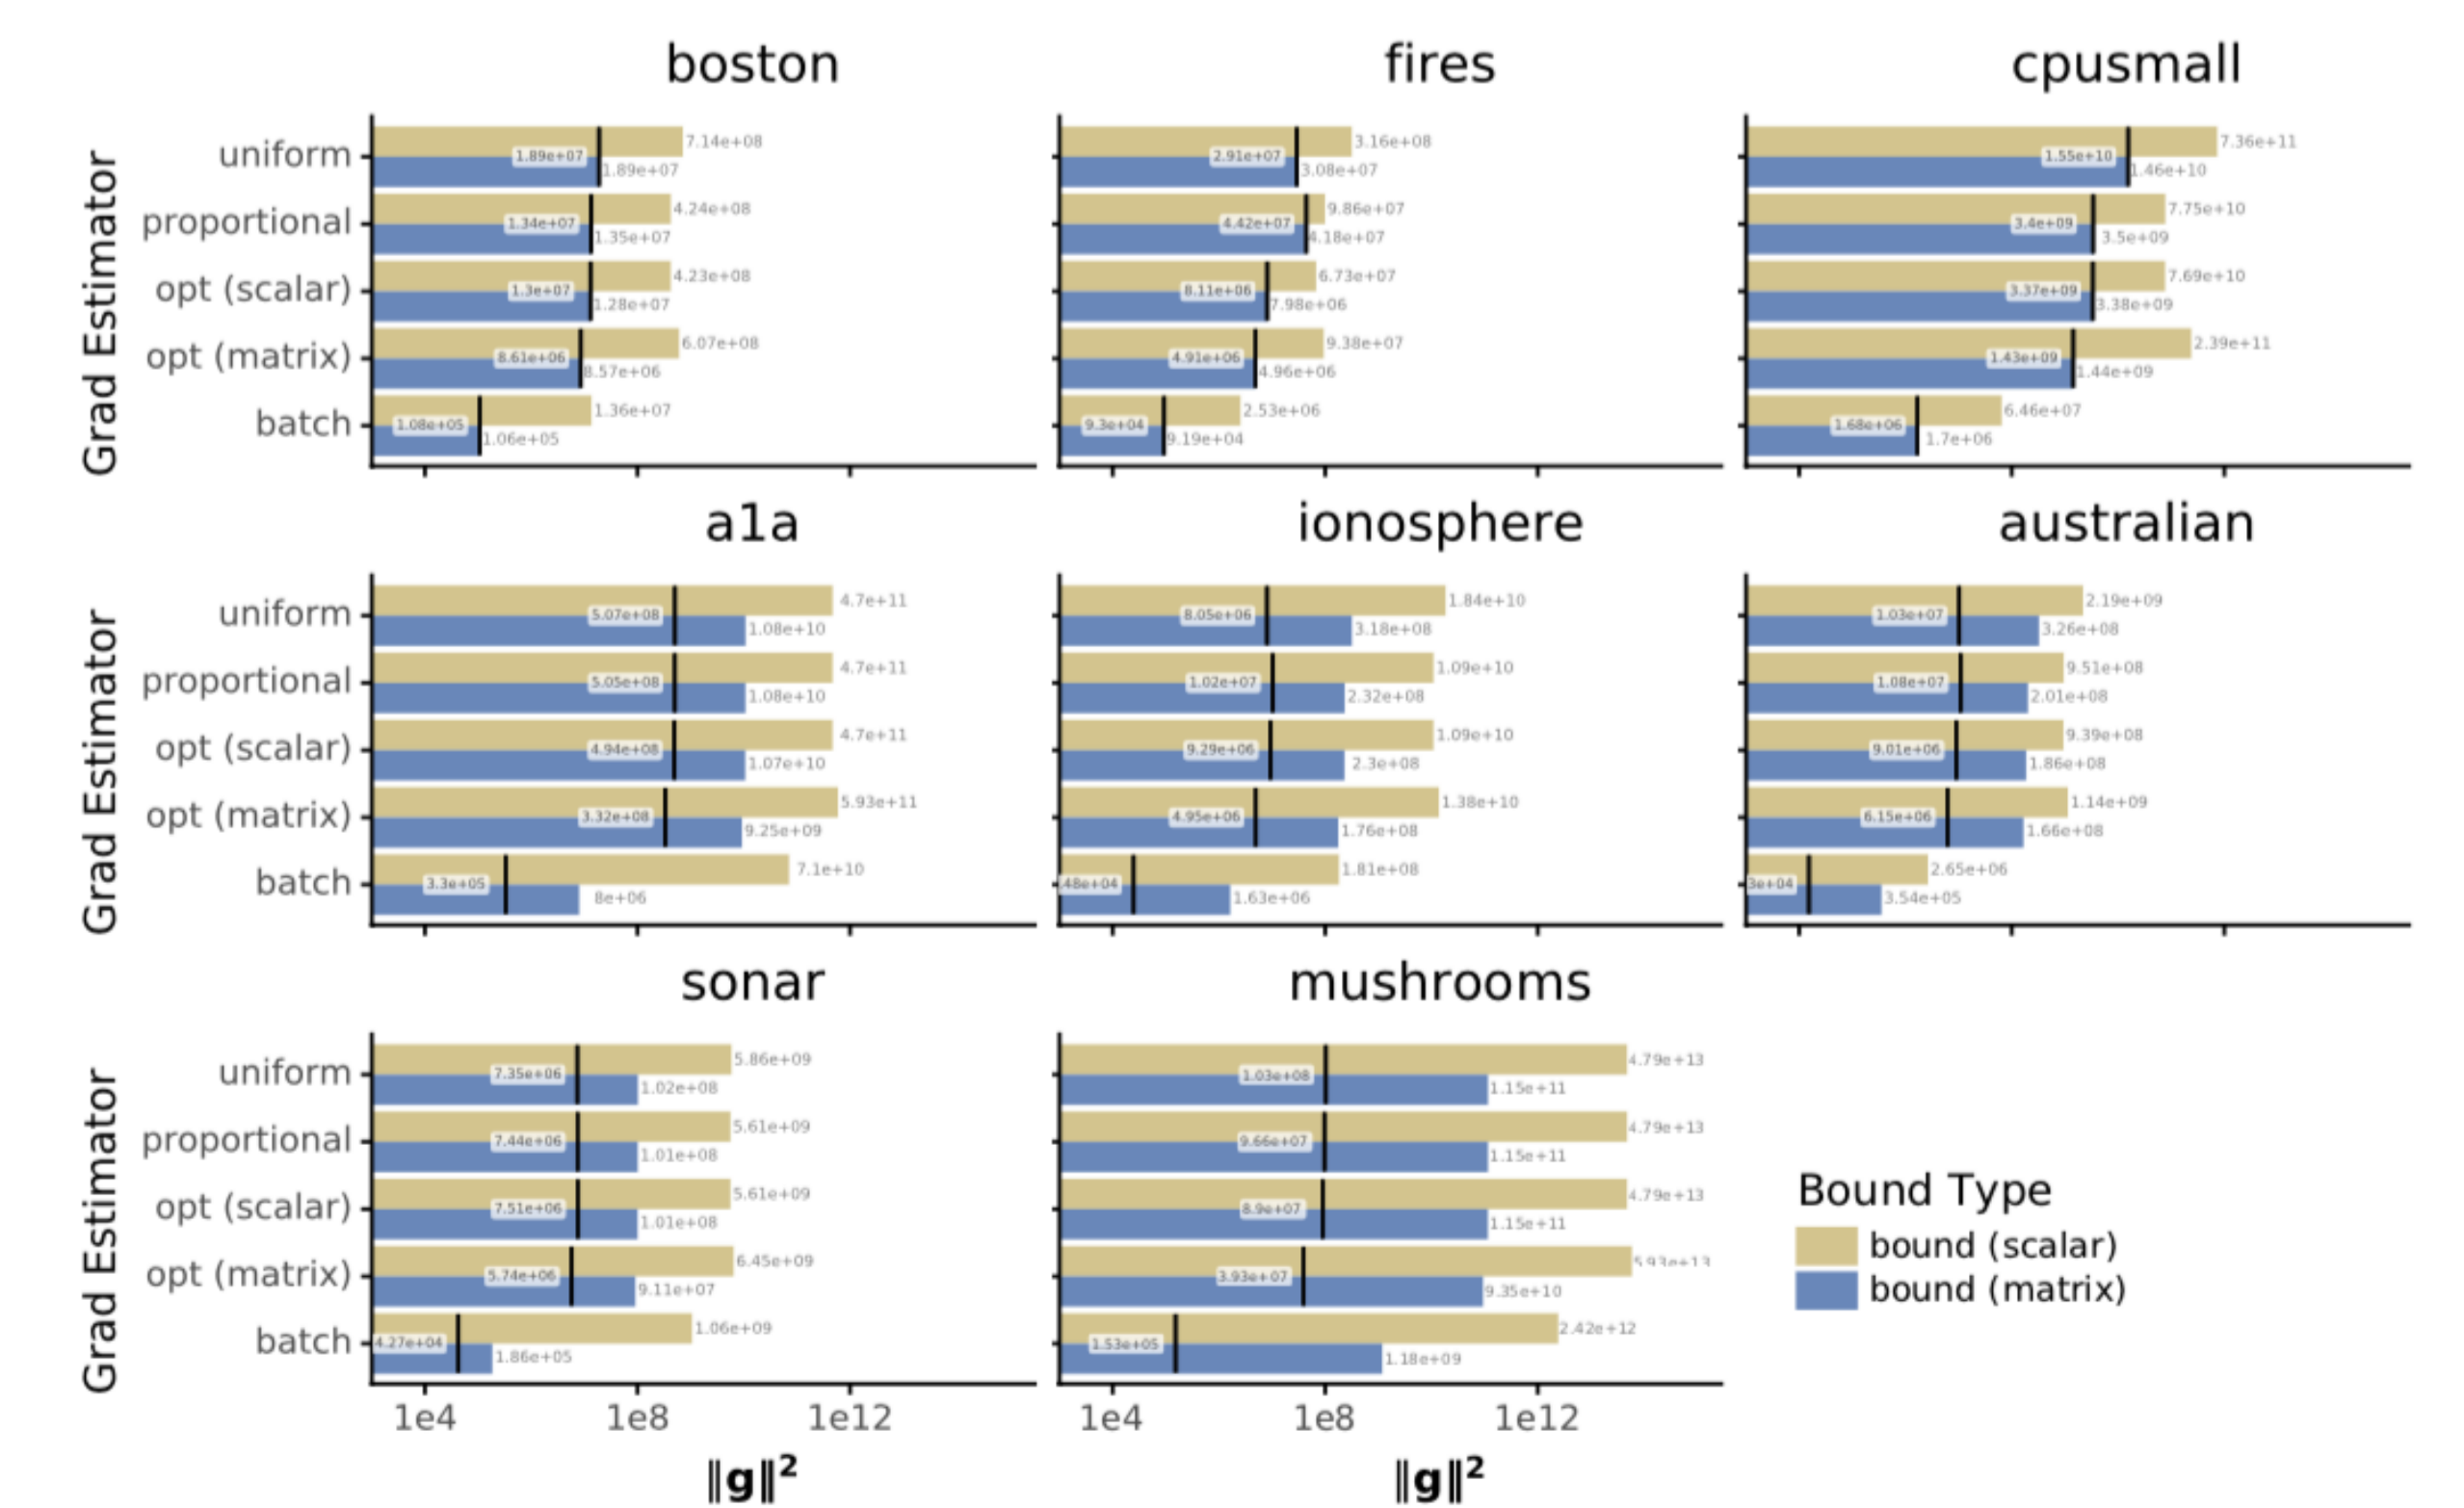 boston
fires
cpusmall
Grad Estimator
uniform
proportional
opt (scalar)
opt (matrix)
batch
7.14e+08
1.89e+07
1.89e+07
4.24e+08
1.34e+07
1.35e+07
4.23e+08
1.3e+07
1.28e+07
6.07e+08
8.61e+06
8.57e+06
1.36e+07
1.08e+05
1.06e+05
3.16e+08
2.91e+07
3.08e+07
9.86e+07
4.42e+07
4.18e+07
6.73e+07
8.11e+06
7.98e+06
9.38e+07
4.91e+06
4.96e+06
2.53e+06
9.3e+04
9.19e+04
7.36e+11
1.55e+10
1.46e+10
7.75e+10
3.4e+09
3.5e+09
7.69e+10
3.37e+09
3.38e+09
2.39e+11
1.43e+09
1.44e+09
6.46e+07
1.68e+06
1.7e+06
a1a
ionosphere
australian
Grad Estimator
uniform
proportional
opt (scalar)
opt (matrix)
batch
4.7e+11
5.07e+08
1.08e+10
4.7e+11
5.05e+08
1.08e+10
4.7e+11
4.94e+08
1.07e+10
5.93e+11
3.32e+08
9.25e+09
7.1e+10
3.3e+05
8e+06
1.84e+10
8.05e+06
3.18e+08
1.09e+10
1.02e+07
2.32e+08
1.09e+10
9.29e+06
2.3e+08
1.38e+10
4.95e+06
1.76e+08
1.81e+08
48e+04
1.63e+06
2.19e+09
1.03e+07
3.26e+08
9.51e+08
1.08e+07
2.01e+08
9.39e+08
9.01e+06
1.86e+08
1.14e+09
6.15e+06
1.66e+08
2.65e+06
3e+04
3.54e+05
sonar
mushrooms
Grad Estimator
uniform
proportional
opt (scalar)
opt (matrix)
batch
5.86e+09
7.35e+06
1.02e+08
5.61e+09
7.44e+06
1.01e+08
5.61e+09
7.51e+06
1.01e+08
6.45e+09
5.74e+06
9.11e+07
1.06e+09
4.27e+04
1.86e+05
4.79e+13
1.03e+08
1.15e+11
4.79e+13
9.66e+07
1.15e+11
4.79e+13
8.9e+07
1.15e+11
5.93e+13
3.93e+07
9.35e+10
2.42e+12
1.53e+05
1.18e+09
Bound Type
bound (scalar)
bound (matrix)
1e4 1e8 1e12
1e4 1e8 1e12
‖g‖²
‖g‖²